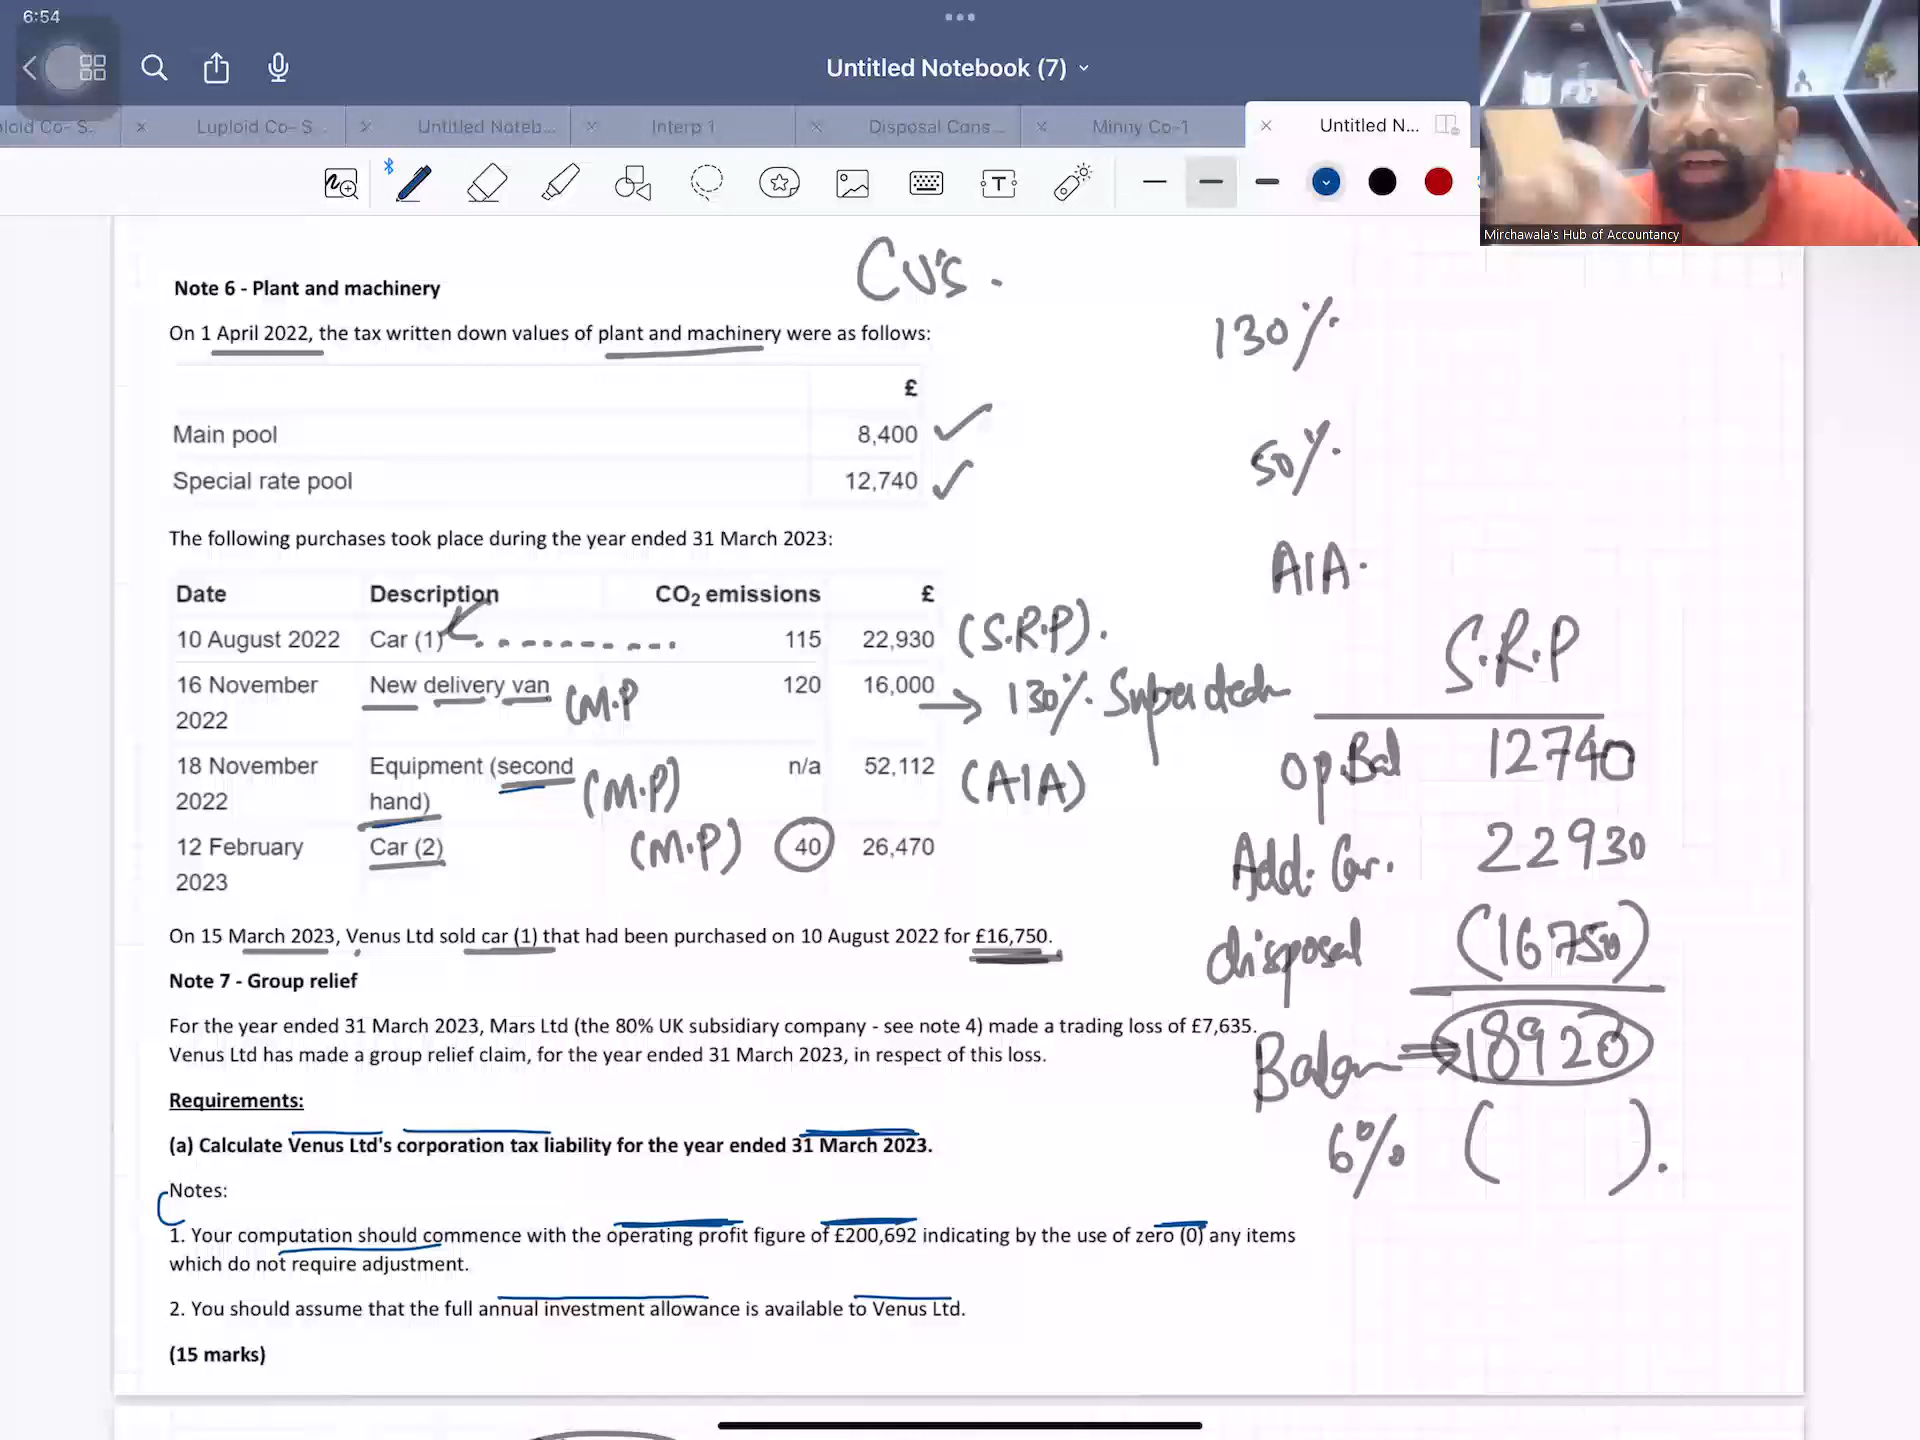 6:54
Untitled Notebook (7)
oloid Co- S...
Luploid Co- S...
Untitled Noteb...
Interp 1
Disposal Cons...
Minny Co-1
Untitled N...
Mirchawala's Hub of Accountancy
CU's.
Note 6 - Plant and machinery
On 1 April 2022, the tax written down values of plant and machinery were as follows:
£
Main pool 8,400
Special rate pool 12,740
130%
50%
AIA.
The following purchases took place during the year ended 31 March 2023:
Date Description CO₂ emissions £
10 August 2022 Car (1) 115 22,930 (S.R.P).
16 November 2022 New delivery van (M.P 120 16,000 → 130%
18 November 2022 Equipment (second hand) (M.P) n/a 52,112 (AIA)
12 February 2023 Car (2) (M.P) 40 26,470
On 15 March 2023, Venus Ltd sold car (1) that had been purchased on 10 August 2022 for £16,750.
S.R.P
Op.Bal 12740
Add. Car. 22930
disposal (16750)
18920
6% ( ).
Note 7 - Group relief
For the year ended 31 March 2023, Mars Ltd (the 80% UK subsidiary company - see note 4) made a trading loss of £7,635.
Venus Ltd has made a group relief claim, for the year ended 31 March 2023, in respect of this loss.
Requirements:
(a) Calculate Venus Ltd's corporation tax liability for the year ended 31 March 2023.
Notes:
1. Your computation should commence with the operating profit figure of £200,692 indicating by the use of zero (0) any items
which do not require adjustment.
2. You should assume that the full annual investment allowance is available to Venus Ltd.
(15 marks)